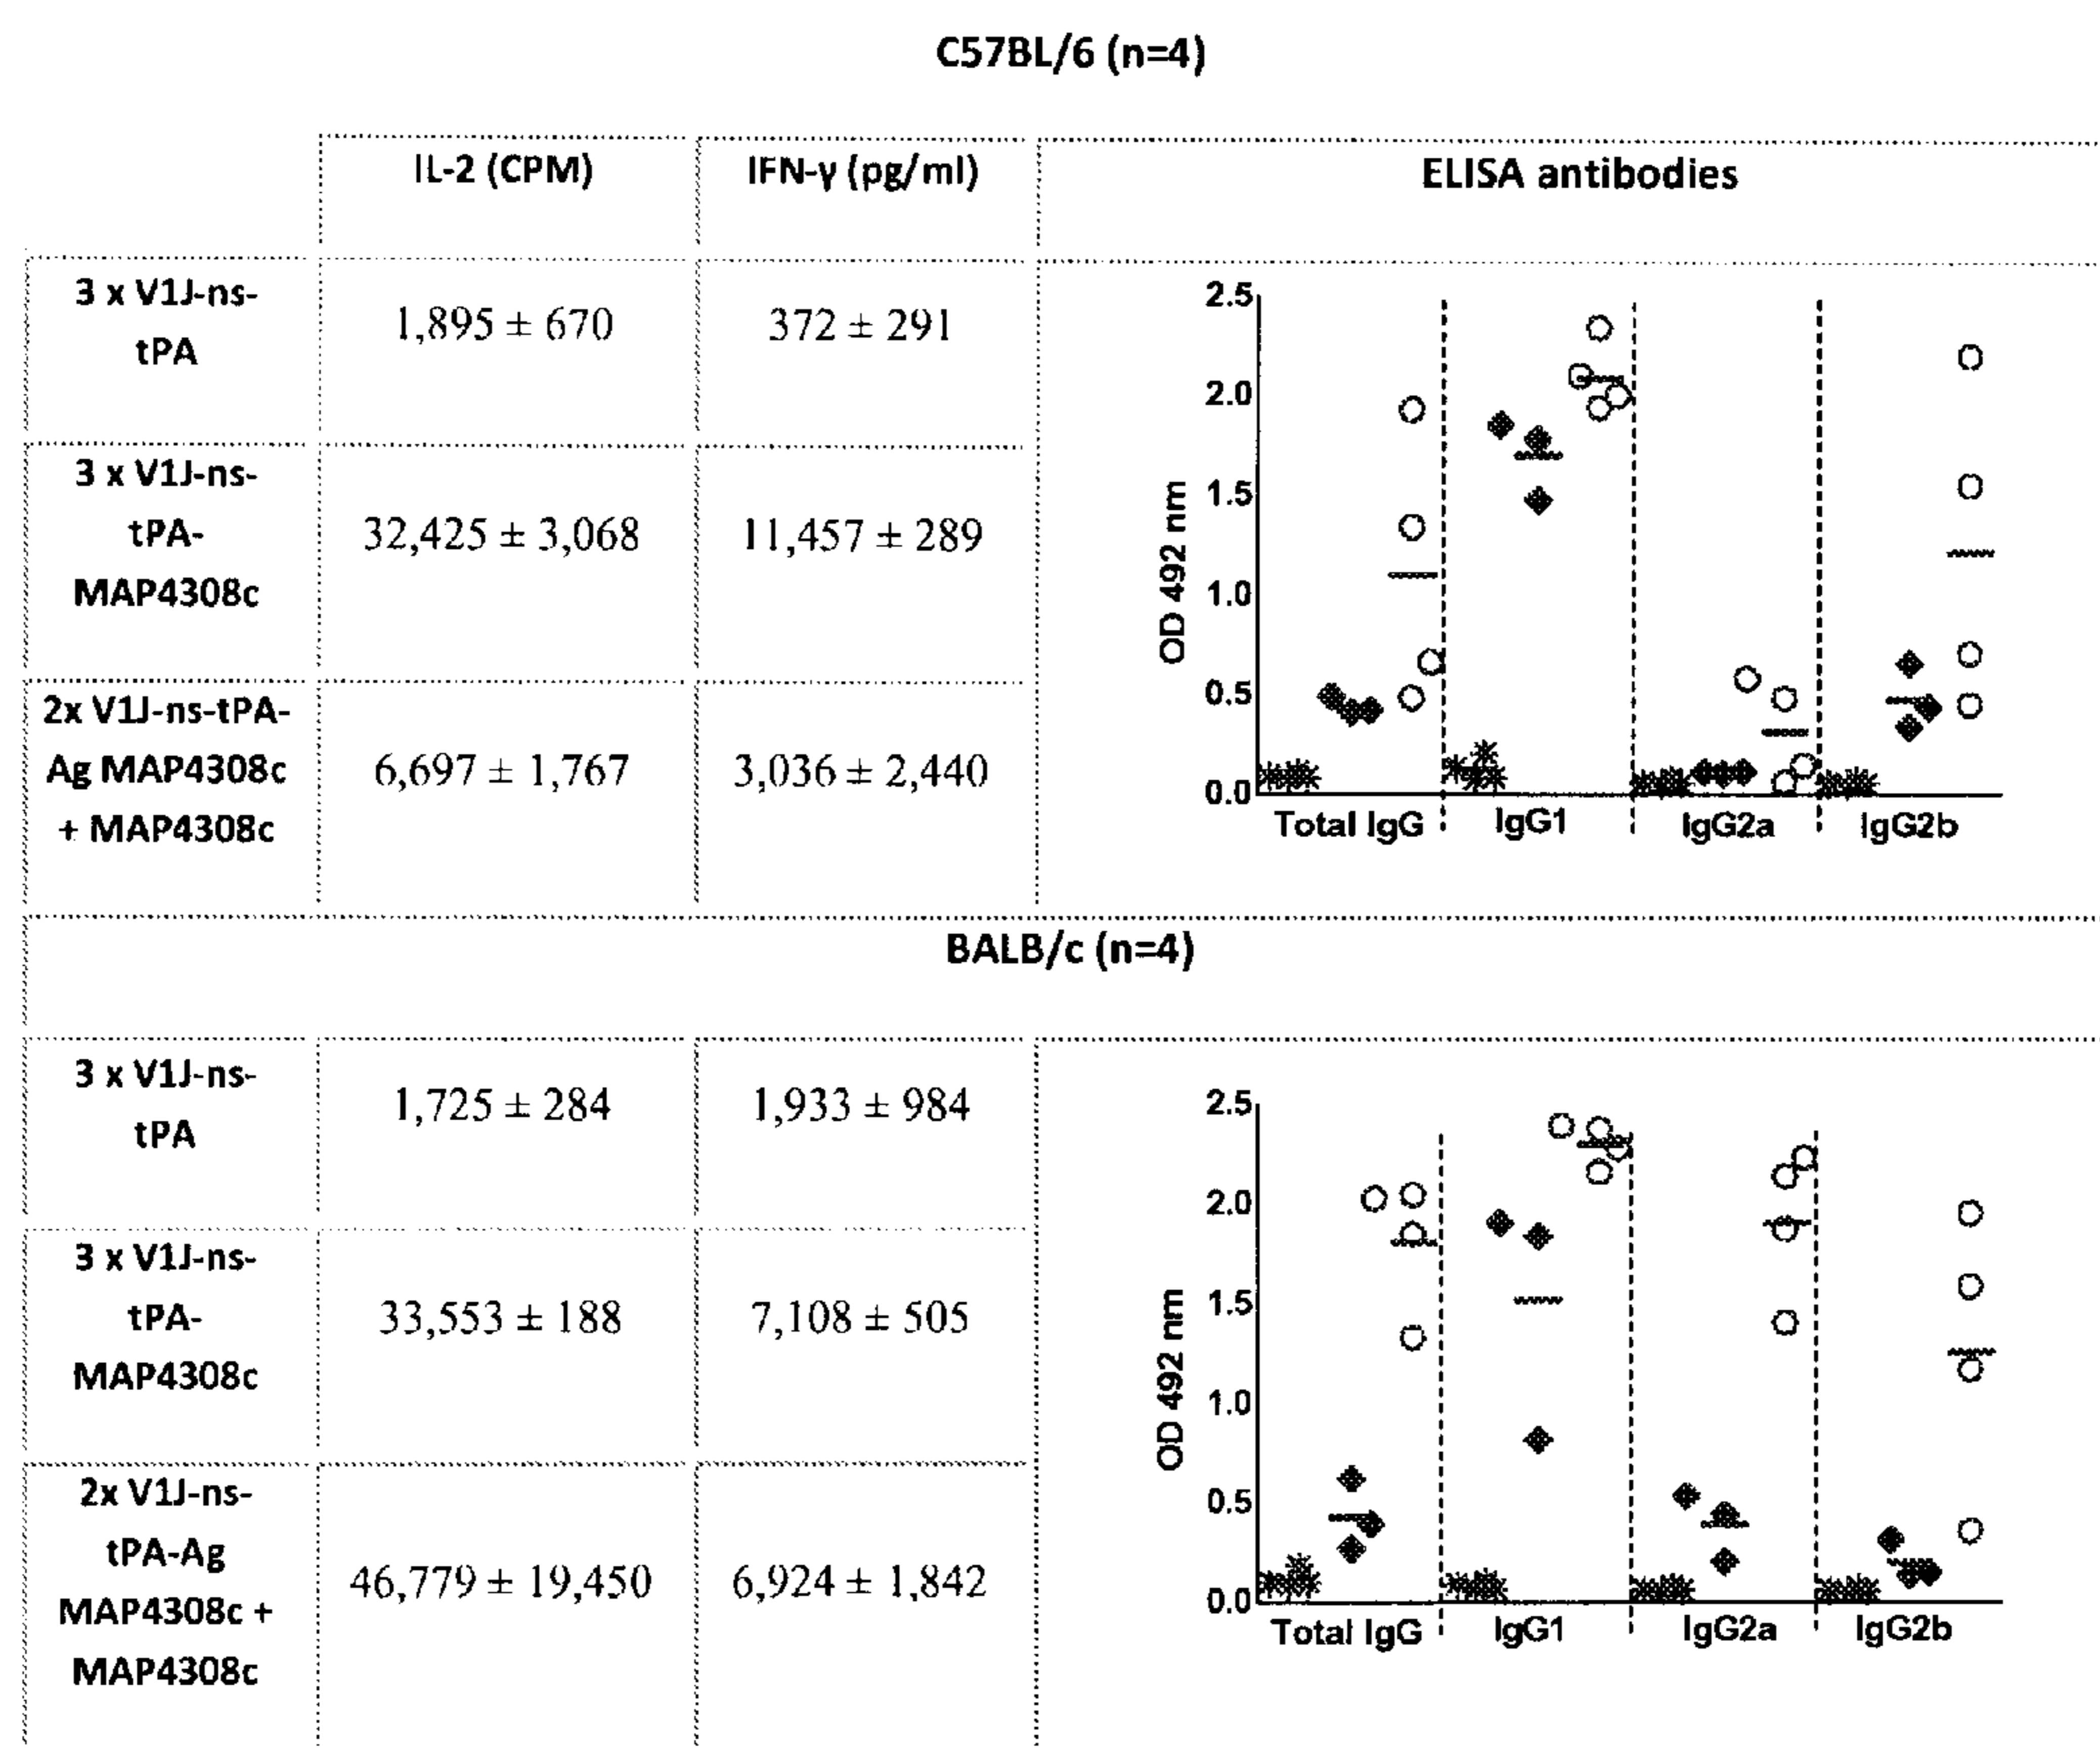 C57BL/6 (n=4)
IL-2 (CPM)
IFN-γ (pg/ml)
ELISA antibodies
3 x V1J-ns-
tPA
1,895 ± 670
372 ± 291
3 x V1J-ns-
tPA-
MAP4308c
32,425 ± 3,068
11,457 ± 289
2x V1J-ns-tPA-
Ag MAP4308c
+ MAP4308c
6,697 ± 1,767
3,036 ± 2,440
OD 492 nm
2.5
2.0
1.5
1.0
0.5
0.0
Total IgG
IgG1
IgG2a
IgG2b
BALB/c (n=4)
3 x V1J-ns-
tPA
1,725 ± 284
1,933 ± 984
3 x V1J-ns-
tPA-
MAP4308c
33,553 ± 188
7,108 ± 505
2x V1J-ns-
tPA-Ag
MAP4308c +
MAP4308c
46,779 ± 19,450
6,924 ± 1,842
OD 492 nm
2.5
2.0
1.5
1.0
0.5
0.0
Total IgG
IgG1
IgG2a
IgG2b